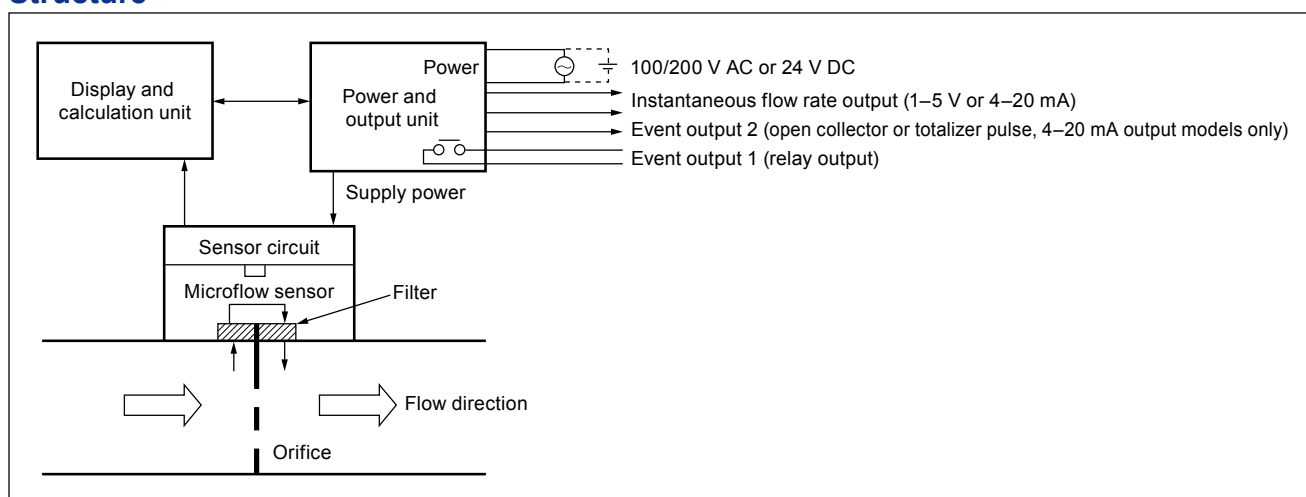 Structure
Display and
calculation unit
Power
Power and
output unit
100/200 V AC or 24 V DC
Instantaneous flow rate output (1–5 V or 4–20 mA)
Event output 2 (open collector or totalizer pulse, 4–20 mA output models only)
Event output 1 (relay output)
Supply power
Sensor circuit
Microflow sensor
Filter
Flow direction
Orifice